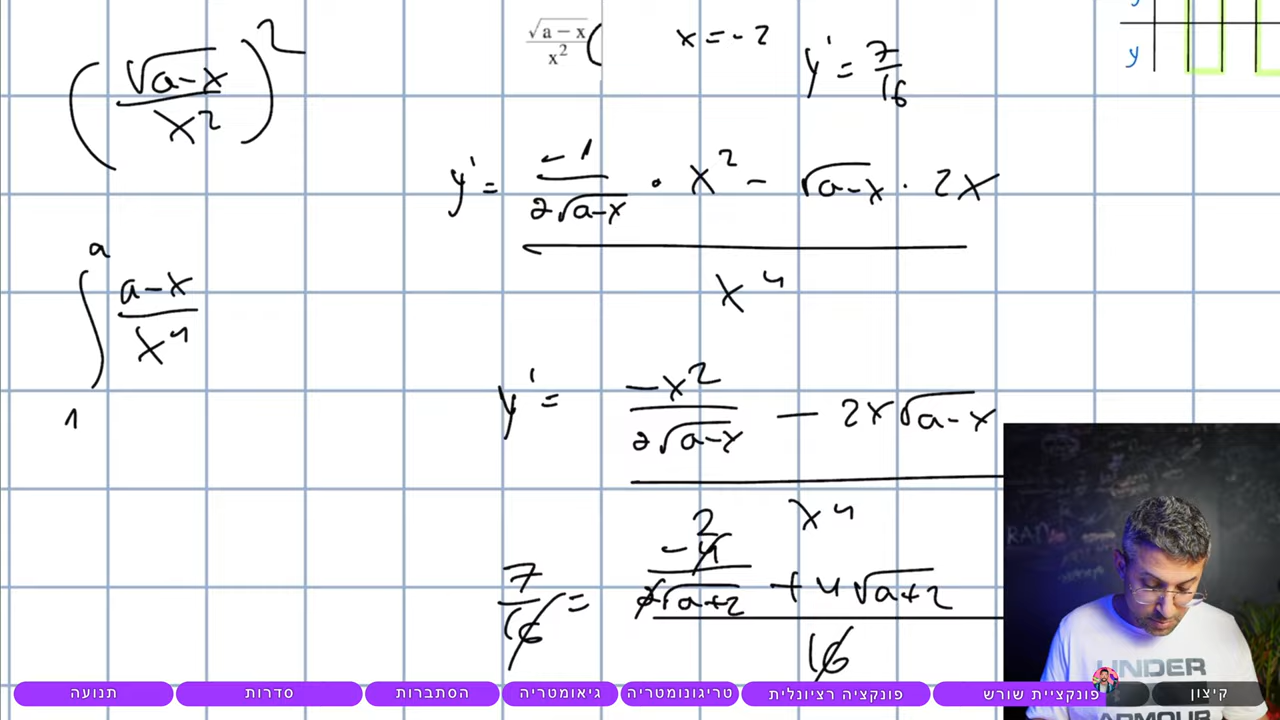 (√(a-x) / x²)²
√(a - x) / x² (
x = -2
y' = 7/16
y
y' = (-1 / 2√(a-x) · x² - √(a-x) · 2x) / x⁴
∫₁ᵃ (a-x) / x⁴
y' = (-x² / 2√(a-x) - 2x√(a-x)) / x⁴
2
7/16 = (-4 / 2√(a+2) + 4√(a+2)) / 16
UNDER
ARMOUR
תנועה
סדרות
הסתברות
גיאומטריה
טריגונומטריה
פונקציה רציונלית
פונקציית שורש
קיצון